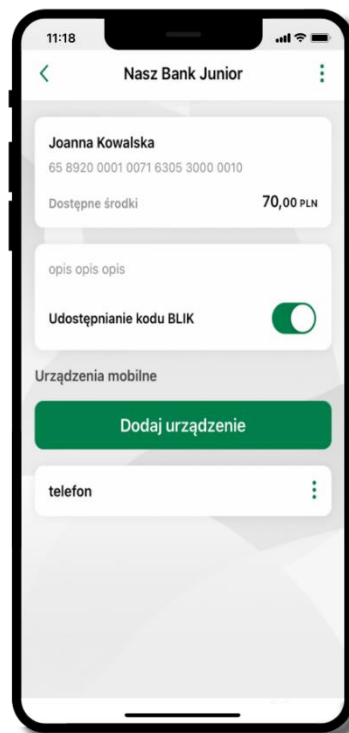 11:18
Nasz Bank Junior
Joanna Kowalska
65 8920 0001 0071 6305 3000 0010
Dostępne środki 70,00 PLN
opis opis opis
Udostępnianie kodu BLIK
Urządzenia mobilne
Dodaj urządzenie
telefon